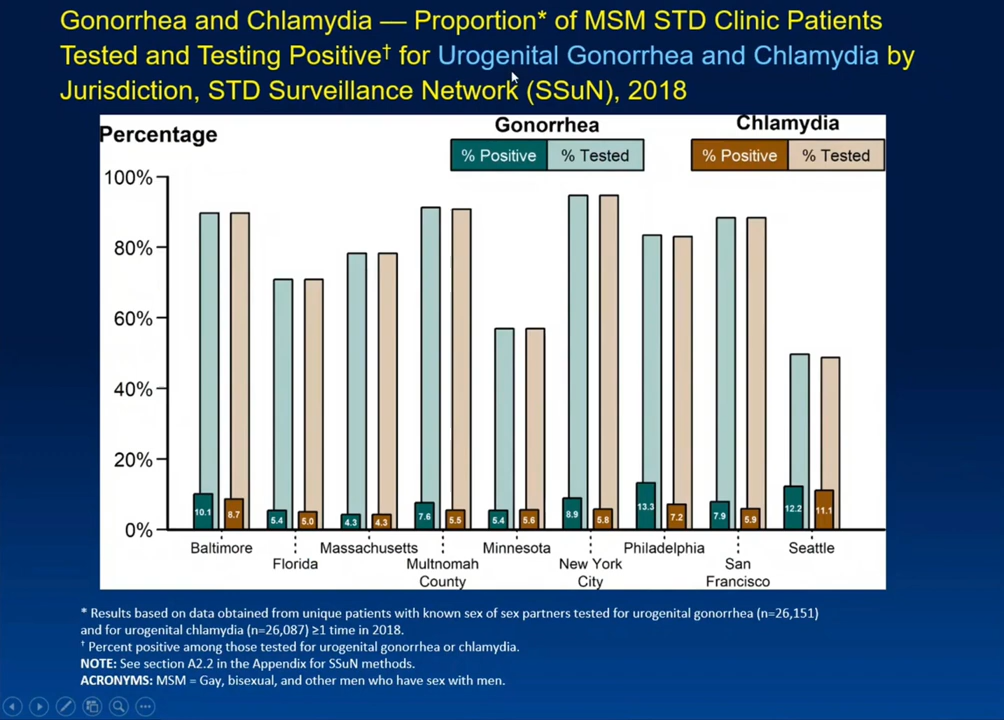 Gonorrhea and Chlamydia — Proportion* of MSM STD Clinic Patients
Tested and Testing Positive† for Urogenital Gonorrhea and Chlamydia by
Jurisdiction, STD Surveillance Network (SSuN), 2018
Percentage
Gonorrhea
Chlamydia
% Positive % Tested
% Positive % Tested
100%
80%
60%
40%
20%
0%
10.1 8.7
5.4 5.0
4.3 4.3
7.6 5.5
5.4 5.6
8.9 5.8
13.3 7.2
7.9 5.9
12.2 11.1
Baltimore
Florida
Massachusetts
Multnomah
County
Minnesota
New York
City
Philadelphia
San
Francisco
Seattle
* Results based on data obtained from unique patients with known sex of sex partners tested for urogenital gonorrhea (n=26,151)
and for urogenital chlamydia (n=26,087) ≥1 time in 2018.
† Percent positive among those tested for urogenital gonorrhea or chlamydia.
NOTE: See section A2.2 in the Appendix for SSuN methods.
ACRONYMS: MSM = Gay, bisexual, and other men who have sex with men.